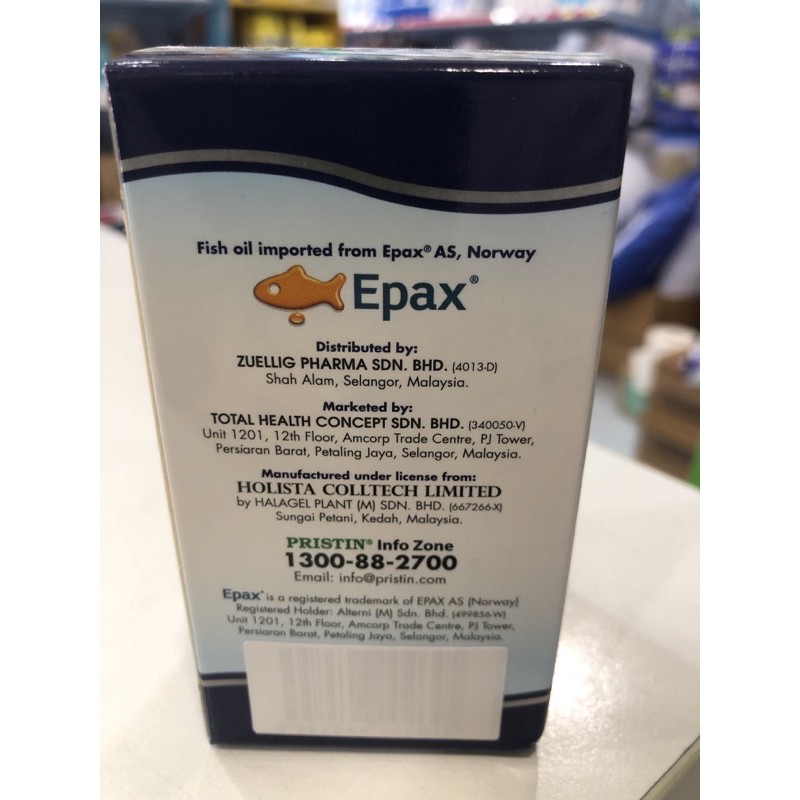 Fish oil imported from Epax® AS, Norway
Epax®
Distributed by:
ZUELLIG PHARMA SDN. BHD. (4013-D)
Shah Alam, Selangor, Malaysia.
Marketed by:
TOTAL HEALTH CONCEPT SDN. BHD. (340050-V)
Unit 1201, 12th Floor, Amcorp Trade Centre, PJ Tower,
Persiaran Barat, Petaling Jaya, Selangor, Malaysia.
Manufactured under license from:
HOLISTA COLLTECH LIMITED
by HALAGEL PLANT (M) SDN. BHD. (667266-X)
Sungai Petani, Kedah, Malaysia.
PRISTIN® Info Zone
1300-88-2700
Email: info@pristin.com
Epax® is a registered trademark of EPAX AS (Norway)
Registered Holder: Alterni (M) Sdn. Bhd. (499856-W)
Unit 1201, 12th Floor, Amcorp Trade Centre, PJ Tower,
Persiaran Barat, Petaling Jaya, Selangor, Malaysia.